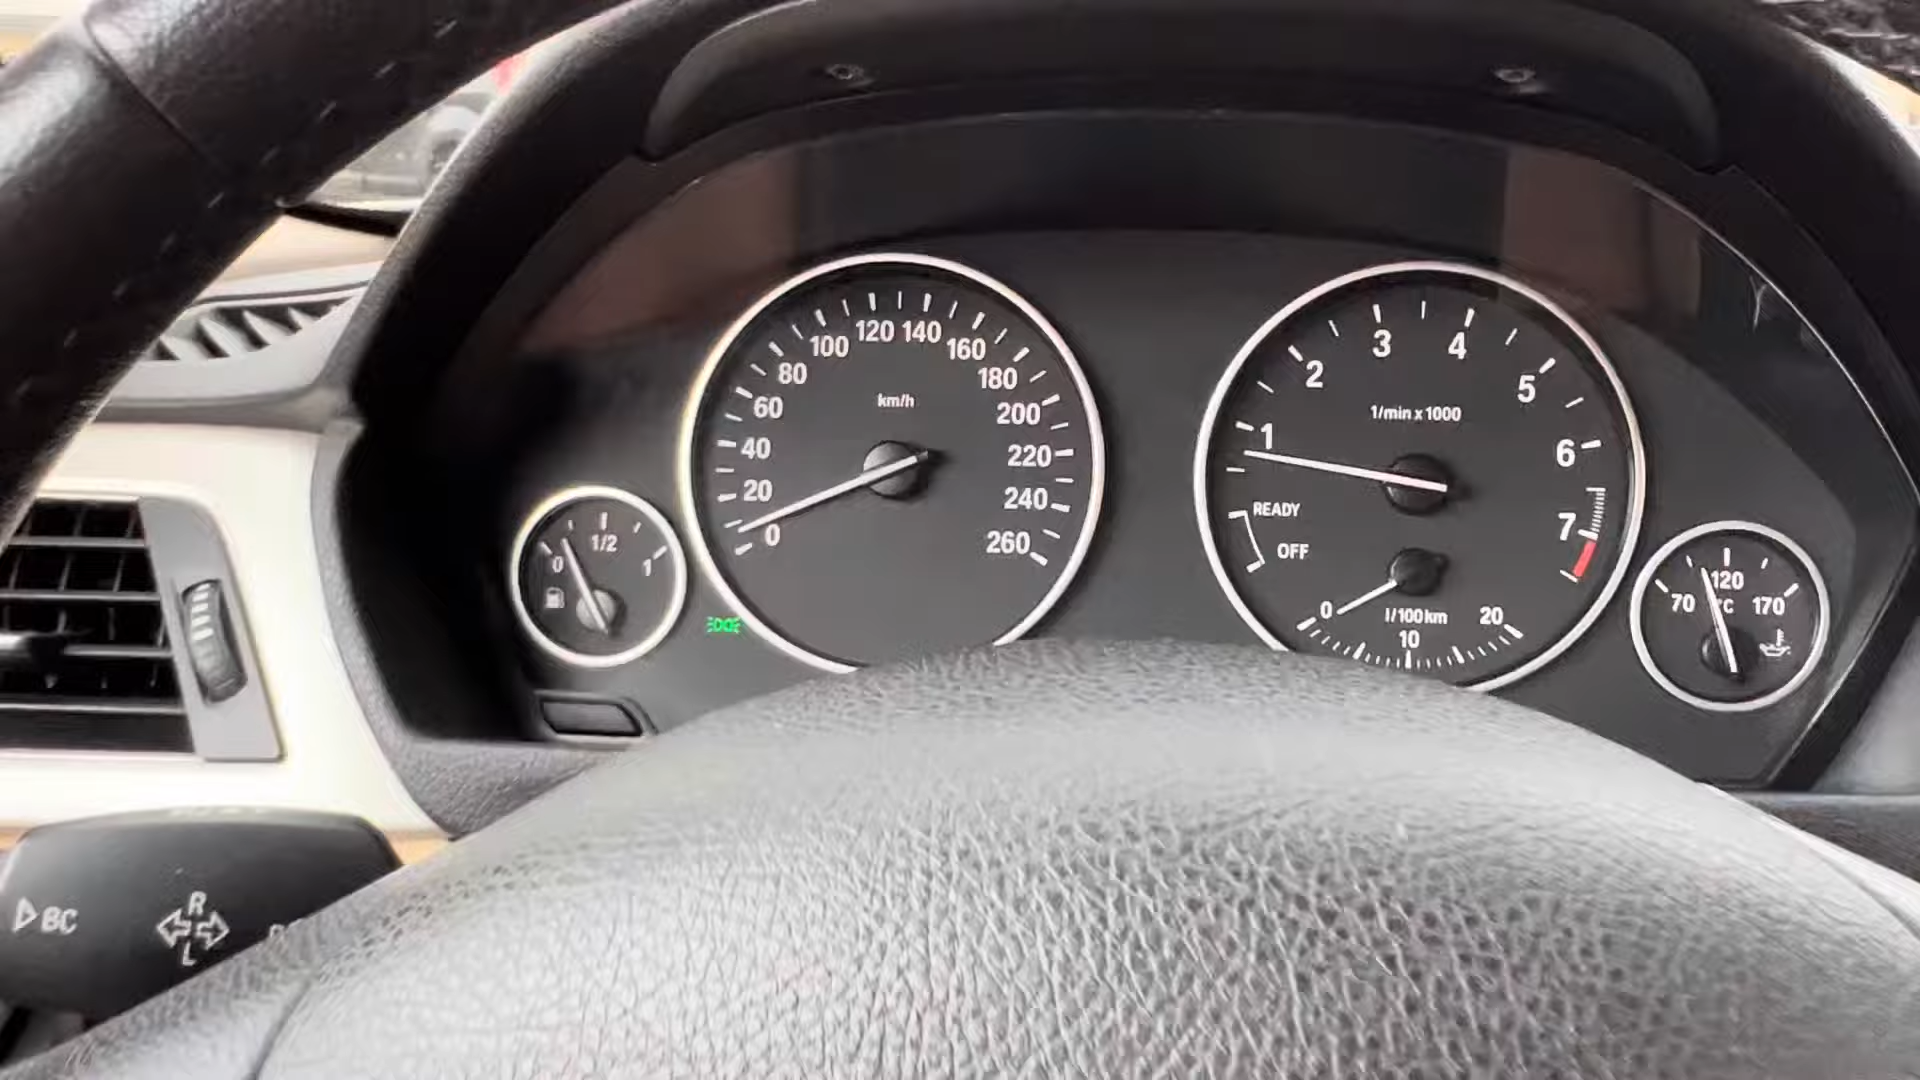 0 1/2 1
km/h
0 20 40 60 80 100 120 140 160 180 200 220 240 260
1 2 3 4 5 6 7
1/min x 1000
READY
OFF
0 10 20
l/100km
70 120 170
°C
BC
R
L